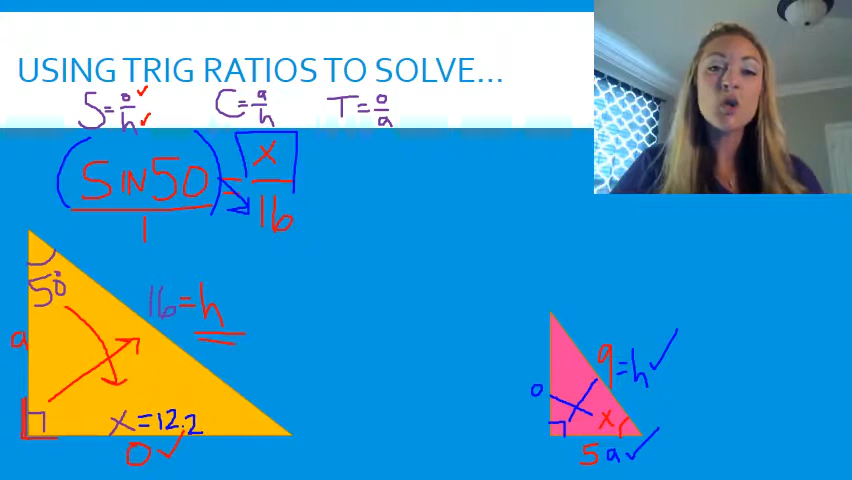 USING TRIG RATIOS TO SOLVE...
S = o/h C = a/h T = o/a
(SIN50)/1 = x/16
50°
16 = h
a
x = 12.2
o
9 = h
o
x
5 a